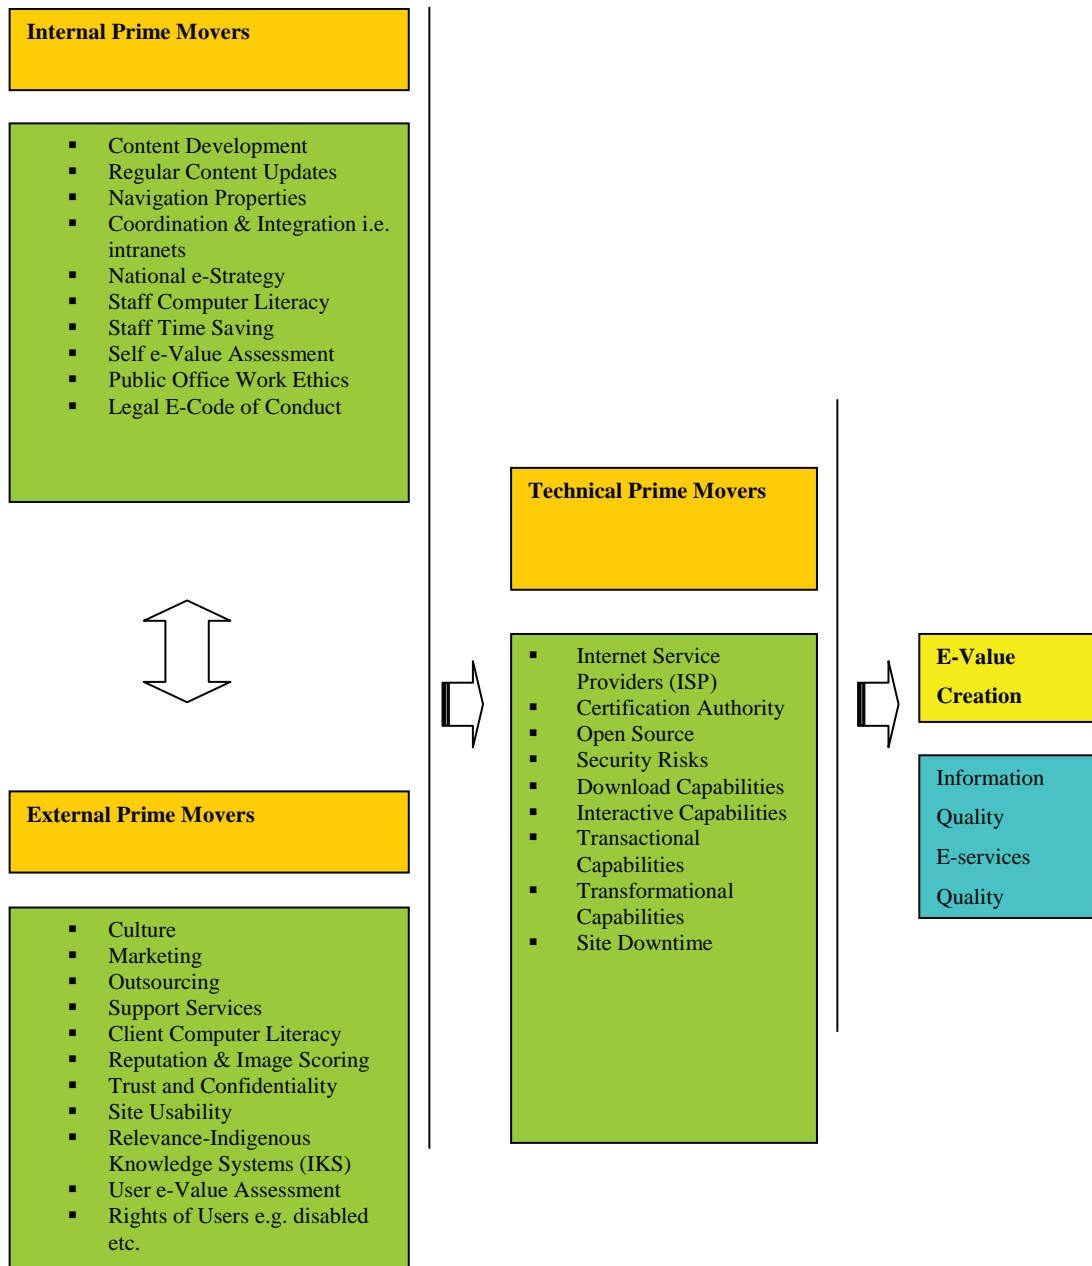 Internal Prime Movers
▪ Content Development
▪ Regular Content Updates
▪ Navigation Properties
▪ Coordination & Integration i.e.
intranets
▪ National e-Strategy
▪ Staff Computer Literacy
▪ Staff Time Saving
▪ Self e-Value Assessment
▪ Public Office Work Ethics
▪ Legal E-Code of Conduct
External Prime Movers
▪ Culture
▪ Marketing
▪ Outsourcing
▪ Support Services
▪ Client Computer Literacy
▪ Reputation & Image Scoring
▪ Trust and Confidentiality
▪ Site Usability
▪ Relevance-Indigenous
Knowledge Systems (IKS)
▪ User e-Value Assessment
▪ Rights of Users e.g. disabled
etc.
Technical Prime Movers
▪ Internet Service
Providers (ISP)
▪ Certification Authority
▪ Open Source
▪ Security Risks
▪ Download Capabilities
▪ Interactive Capabilities
▪ Transactional
Capabilities
▪ Transformational
Capabilities
▪ Site Downtime
E-Value
Creation
Information
Quality
E-services
Quality